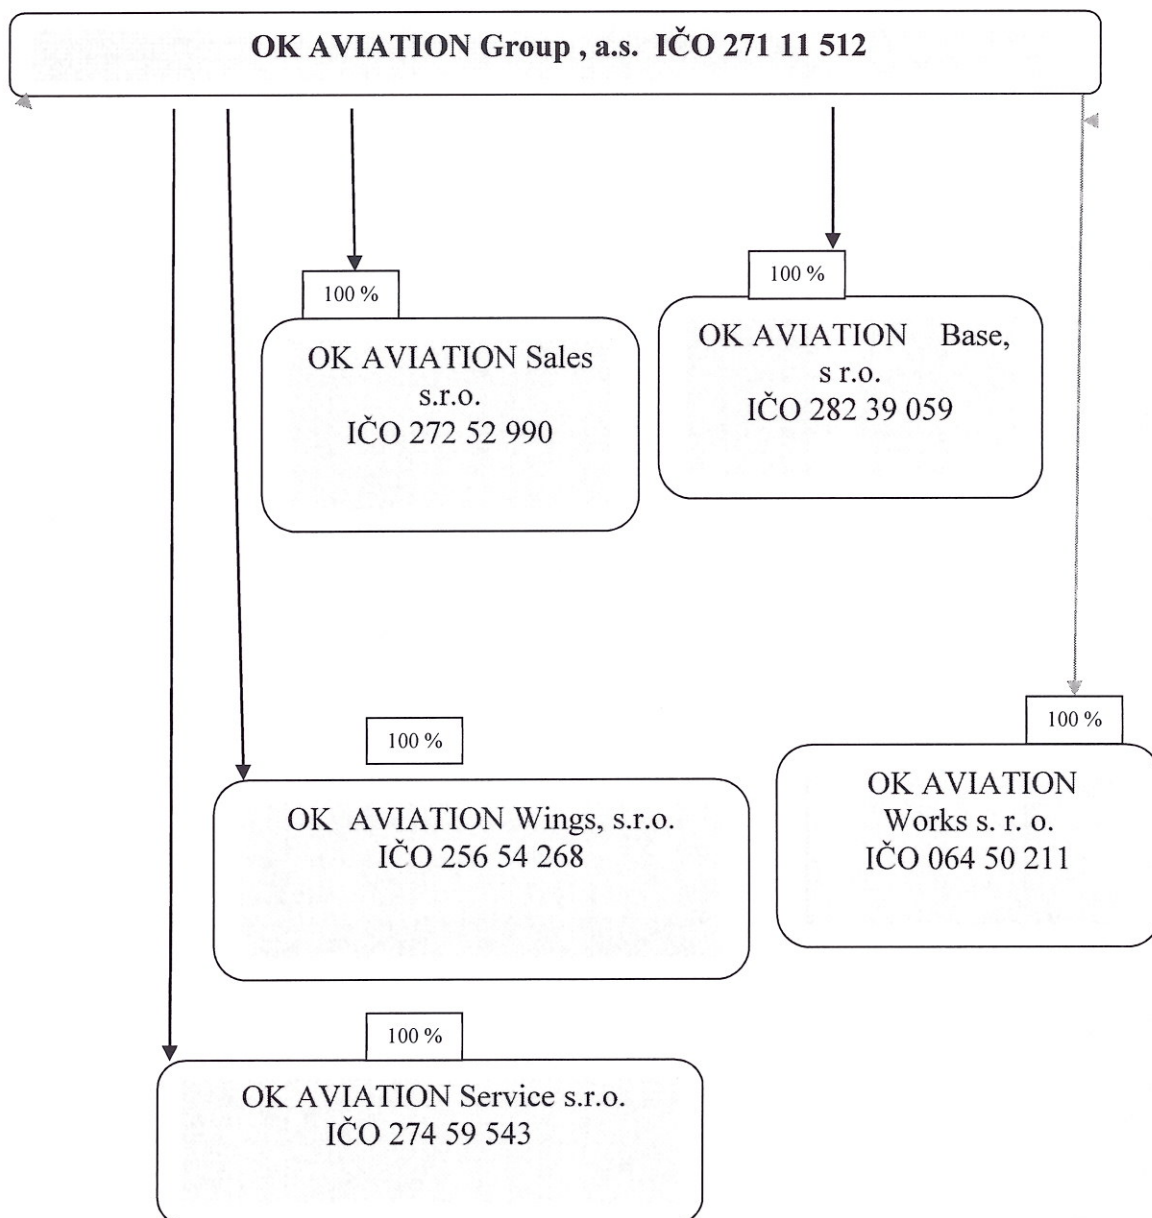 OK AVIATION Group , a.s. IČO 271 11 512
100 %
OK AVIATION Sales
s.r.o.
IČO 272 52 990
100 %
OK AVIATION Base,
s r.o.
IČO 282 39 059
100 %
OK AVIATION Wings, s.r.o.
IČO 256 54 268
100 %
OK AVIATION
Works s. r. o.
IČO 064 50 211
100 %
OK AVIATION Service s.r.o.
IČO 274 59 543